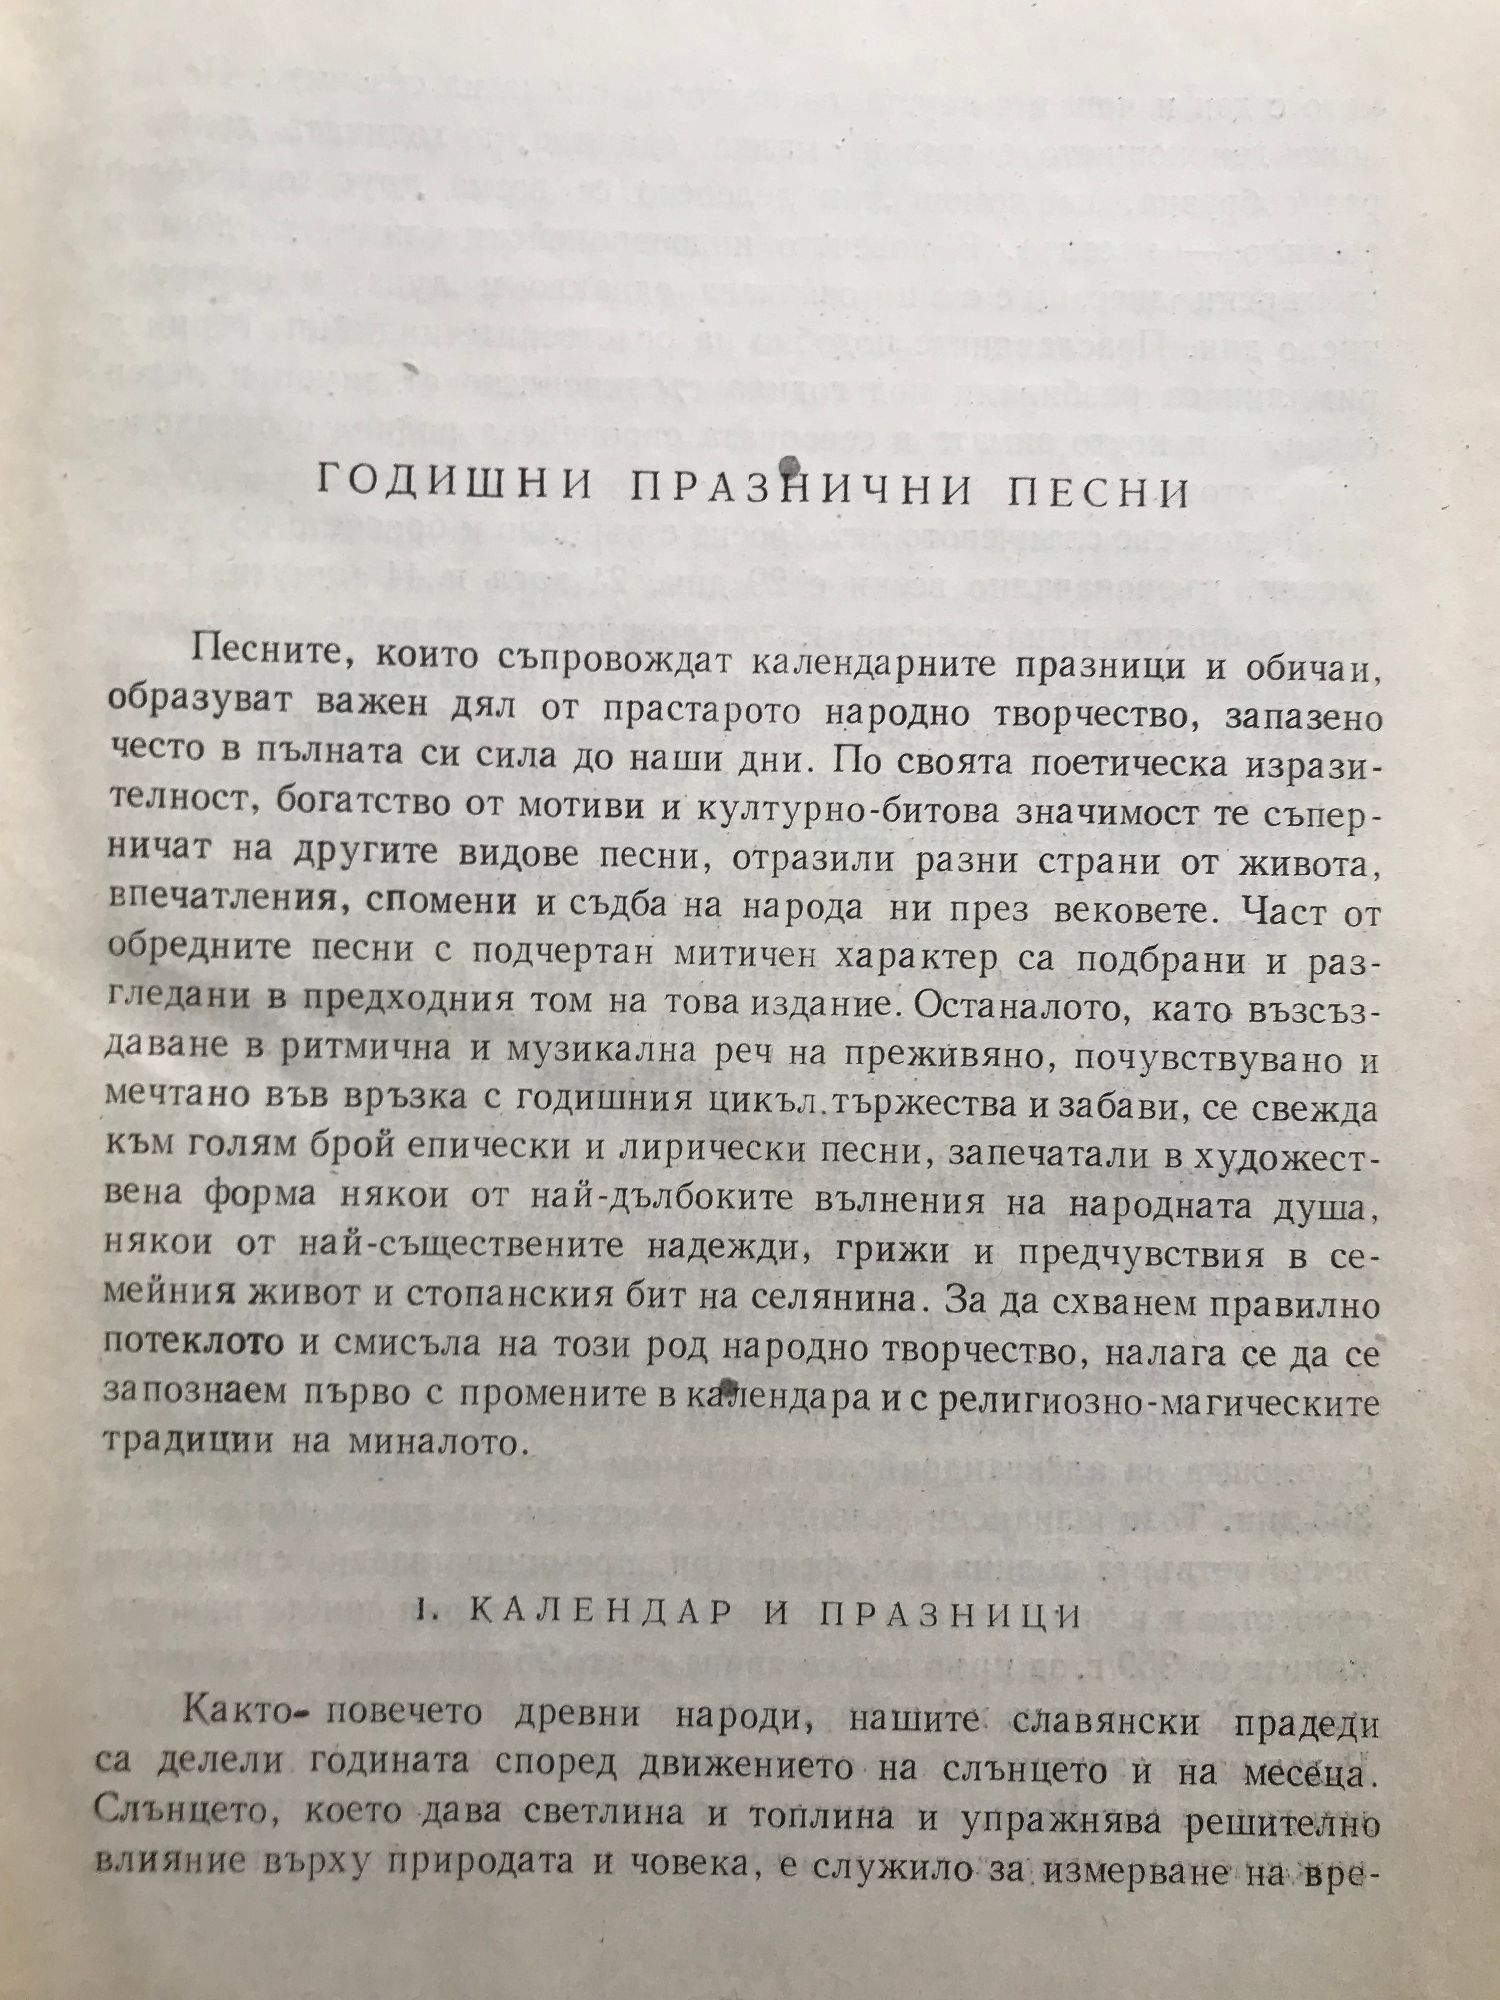 ГОДИШНИ ПРАЗНИЧНИ ПЕСНИ
Песните, които съпровождат календарните празници и обичаи,
образуват важен дял от прастарото народно творчество, запазено
често в пълната си сила до наши дни. По своята поетическа изрази-
телност, богатство от мотиви и културно-битова значимост те съпер-
ничат на другите видове песни, отразили разни страни от живота,
впечатления, спомени и съдба на народа ни през вековете. Част от
обредните песни с подчертан митичен характер са подбрани и раз-
гледани в предходния том на това издание. Останалото, като възсъз-
даване в ритмична и музикална реч на преживяно, почувствувано и
мечтано във връзка с годишния цикъл тържества и забави, се свежда
към голям брой епически и лирически песни, запечатали в художест-
вена форма някои от най-дълбоките вълнения на народната душа,
някои от най-съществените надежди, грижи и предчувствия в се-
мейния живот и стопанския бит на селянина. За да схванем правилно
потеклото и смисъла на този род народно творчество, налага се да се
запознаем първо с промените в календара и с религиозно-магическите
традиции на миналото.
I. КАЛЕНДАР И ПРАЗНИЦИ
Както повечето древни народи, нашите славянски прадеди
са делели годината според движението на слънцето и на месеца.
Слънцето, което дава светлина и топлина и упражнява решително
влияние върху природата и човека, е служило за измерване на вре-